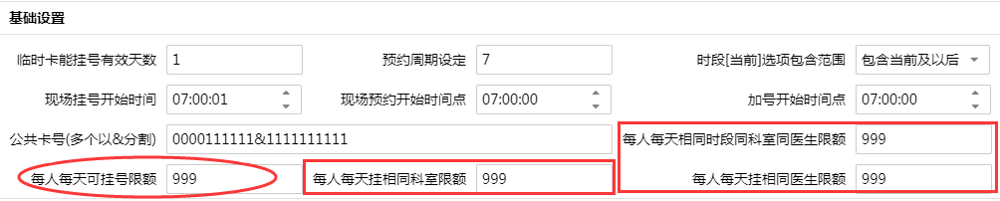 基础设置
临时卡能挂号有效天数 1 预约周期设定 7 时段[当前]选项包含范围 包含当前及以后
现场挂号开始时间 07:00:01 现场预约开始时间点 07:00:00 加号开始时间点 07:00:00
公共卡号(多个以&分割) 0000111111&1111111111 每人每天相同时段同科室同医生限额 999
每人每天可挂号限额 999 每人每天挂相同科室限额 999 每人每天挂相同医生限额 999